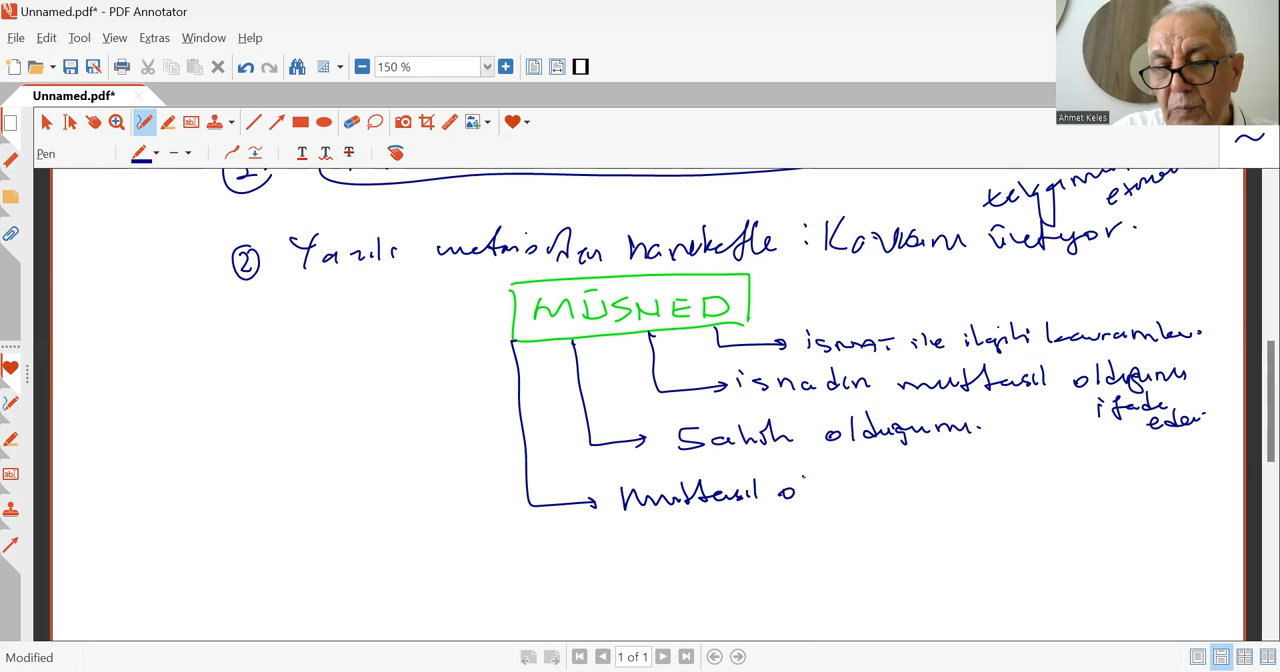 Unnamed.pdf* - PDF Annotator
File Edit Tool View Extras Window Help
150 %
Unnamed.pdf*
Ahmet Keles
Pen
② Yazılı metinden hareketle : Kavram üretiyor.
MÜSNED
isnat ile ilgili kavramlar.
isnadın muttasıl olduğunu
ifade
eder.
Sahih olduğunu.
Muttasıl o
Modified
1 of 1